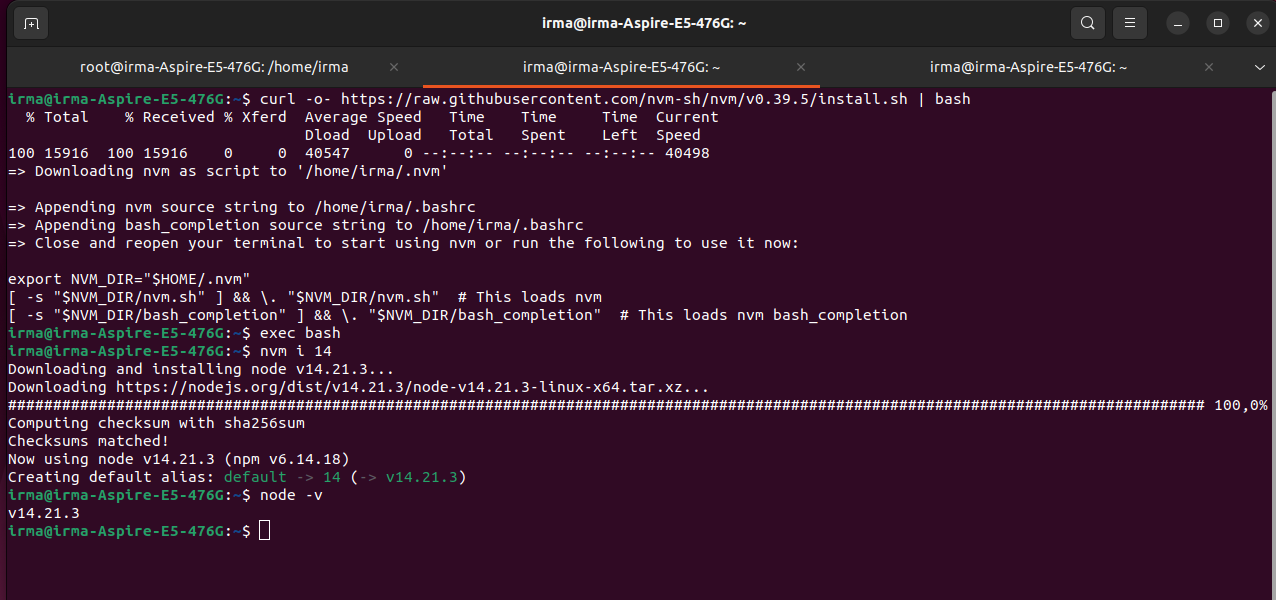 irma@irma-Aspire-E5-476G: ~
root@irma-Aspire-E5-476G: /home/irma
irma@irma-Aspire-E5-476G: ~
irma@irma-Aspire-E5-476G: ~
irma@irma-Aspire-E5-476G:~$ curl -o- https://raw.githubusercontent.com/nvm-sh/nvm/v0.39.5/install.sh | bash
  % Total    % Received % Xferd  Average Speed   Time    Time     Time  Current
                                 Dload  Upload   Total   Spent    Left  Speed
100 15916  100 15916    0     0  40547      0 --:--:-- --:--:-- --:--:-- 40498
=> Downloading nvm as script to '/home/irma/.nvm'
=> Appending nvm source string to /home/irma/.bashrc
=> Appending bash_completion source string to /home/irma/.bashrc
=> Close and reopen your terminal to start using nvm or run the following to use it now:
export NVM_DIR="$HOME/.nvm"
[ -s "$NVM_DIR/nvm.sh" ] && \. "$NVM_DIR/nvm.sh"  # This loads nvm
[ -s "$NVM_DIR/bash_completion" ] && \. "$NVM_DIR/bash_completion"  # This loads nvm bash_completion
irma@irma-Aspire-E5-476G:~$ exec bash
irma@irma-Aspire-E5-476G:~$ nvm i 14
Downloading and installing node v14.21.3...
Downloading https://nodejs.org/dist/v14.21.3/node-v14.21.3-linux-x64.tar.xz...
##################################################################################################################################### 100,0%
Computing checksum with sha256sum
Checksums matched!
Now using node v14.21.3 (npm v6.14.18)
Creating default alias: default -> 14 (-> v14.21.3)
irma@irma-Aspire-E5-476G:~$ node -v
v14.21.3
irma@irma-Aspire-E5-476G:~$